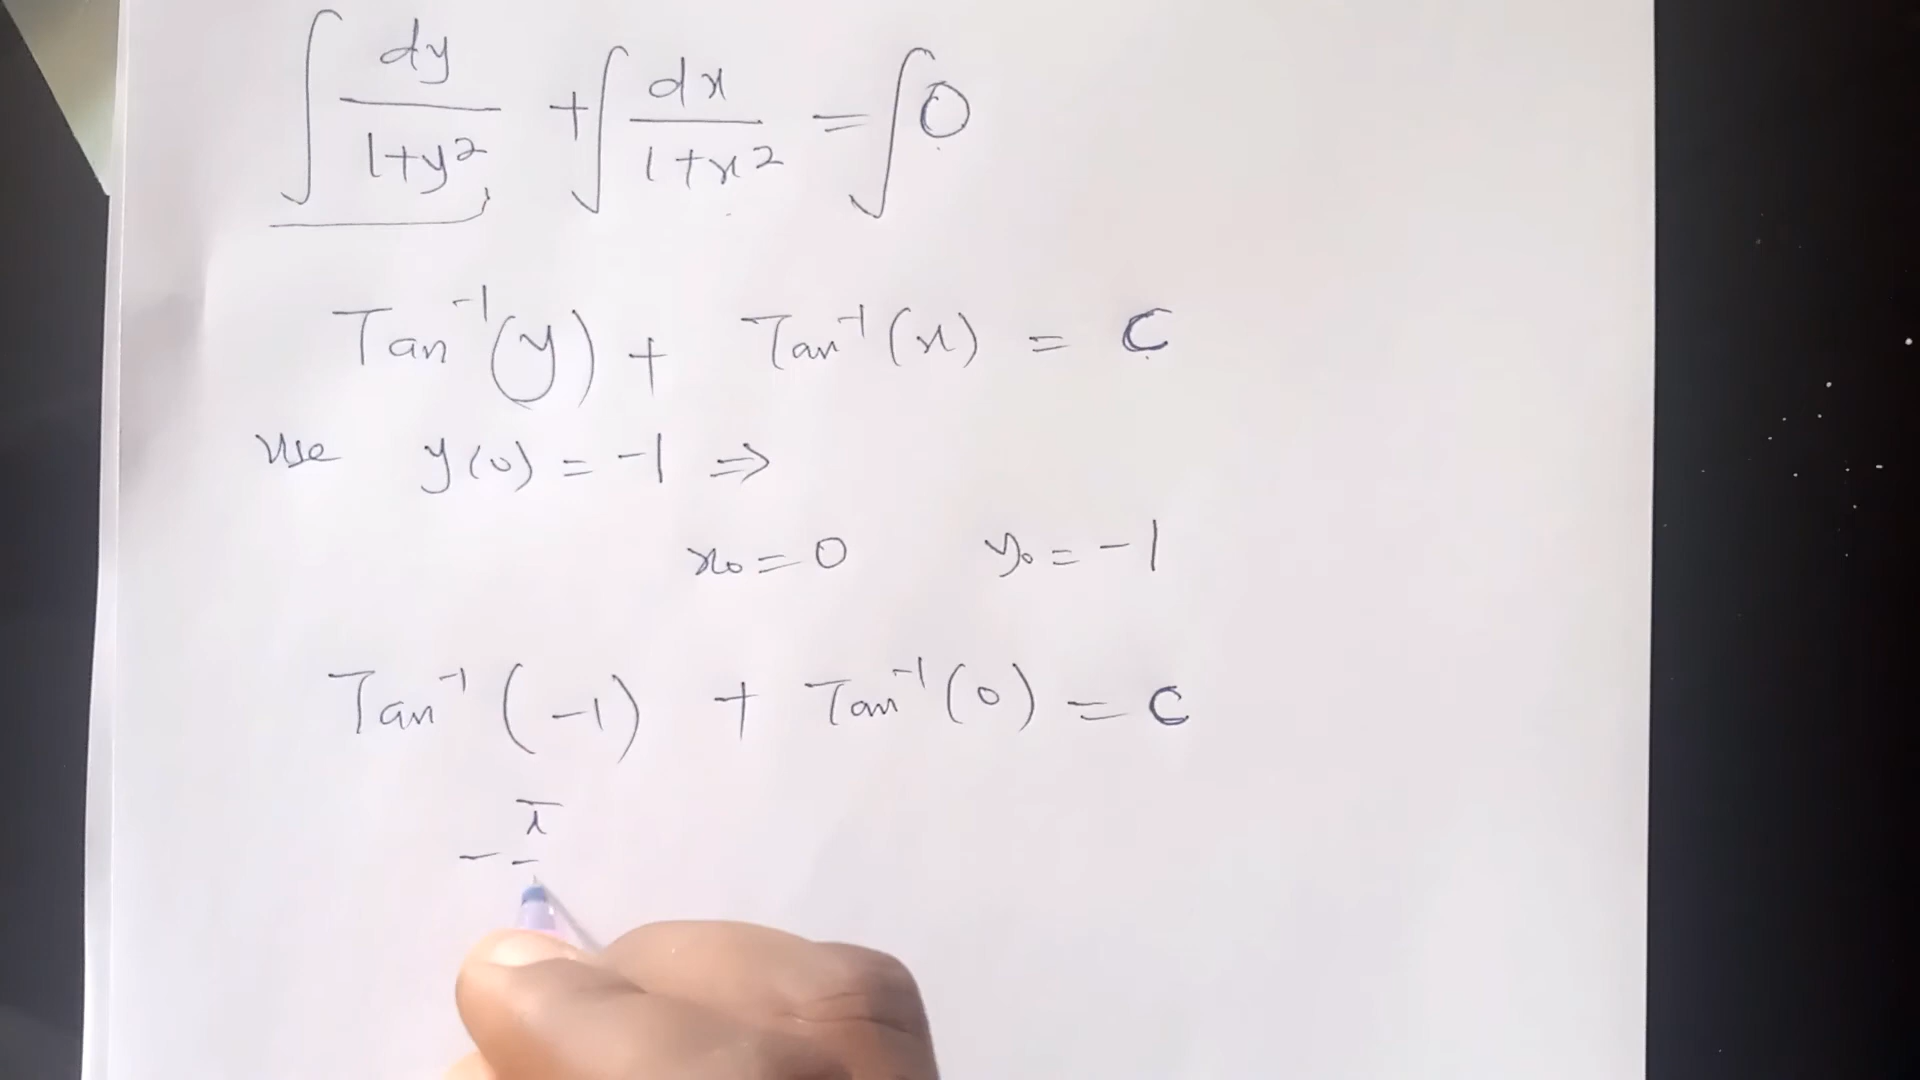 ∫ dy/(1+y²) + ∫ dx/(1+x²) = ∫ 0
Tan⁻¹(y) + Tan⁻¹(x) = C
Use y(0) = -1 ⇒
x₀ = 0 y₀ = -1
Tan⁻¹(-1) + Tan⁻¹(0) = C
- π/